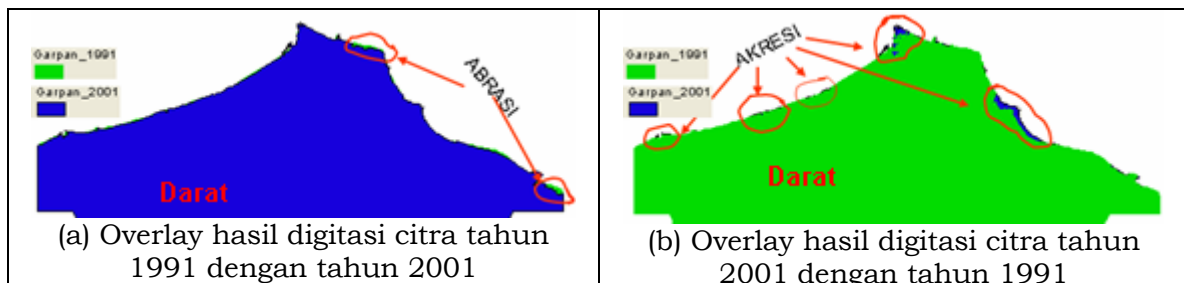 Garpan_1991
Garpan_2001
ABRASI
Darat
(a) Overlay hasil digitasi citra tahun
1991 dengan tahun 2001
Garpan_1991
Garpan_2001
AKRESI
Darat
(b) Overlay hasil digitasi citra tahun
2001 dengan tahun 1991